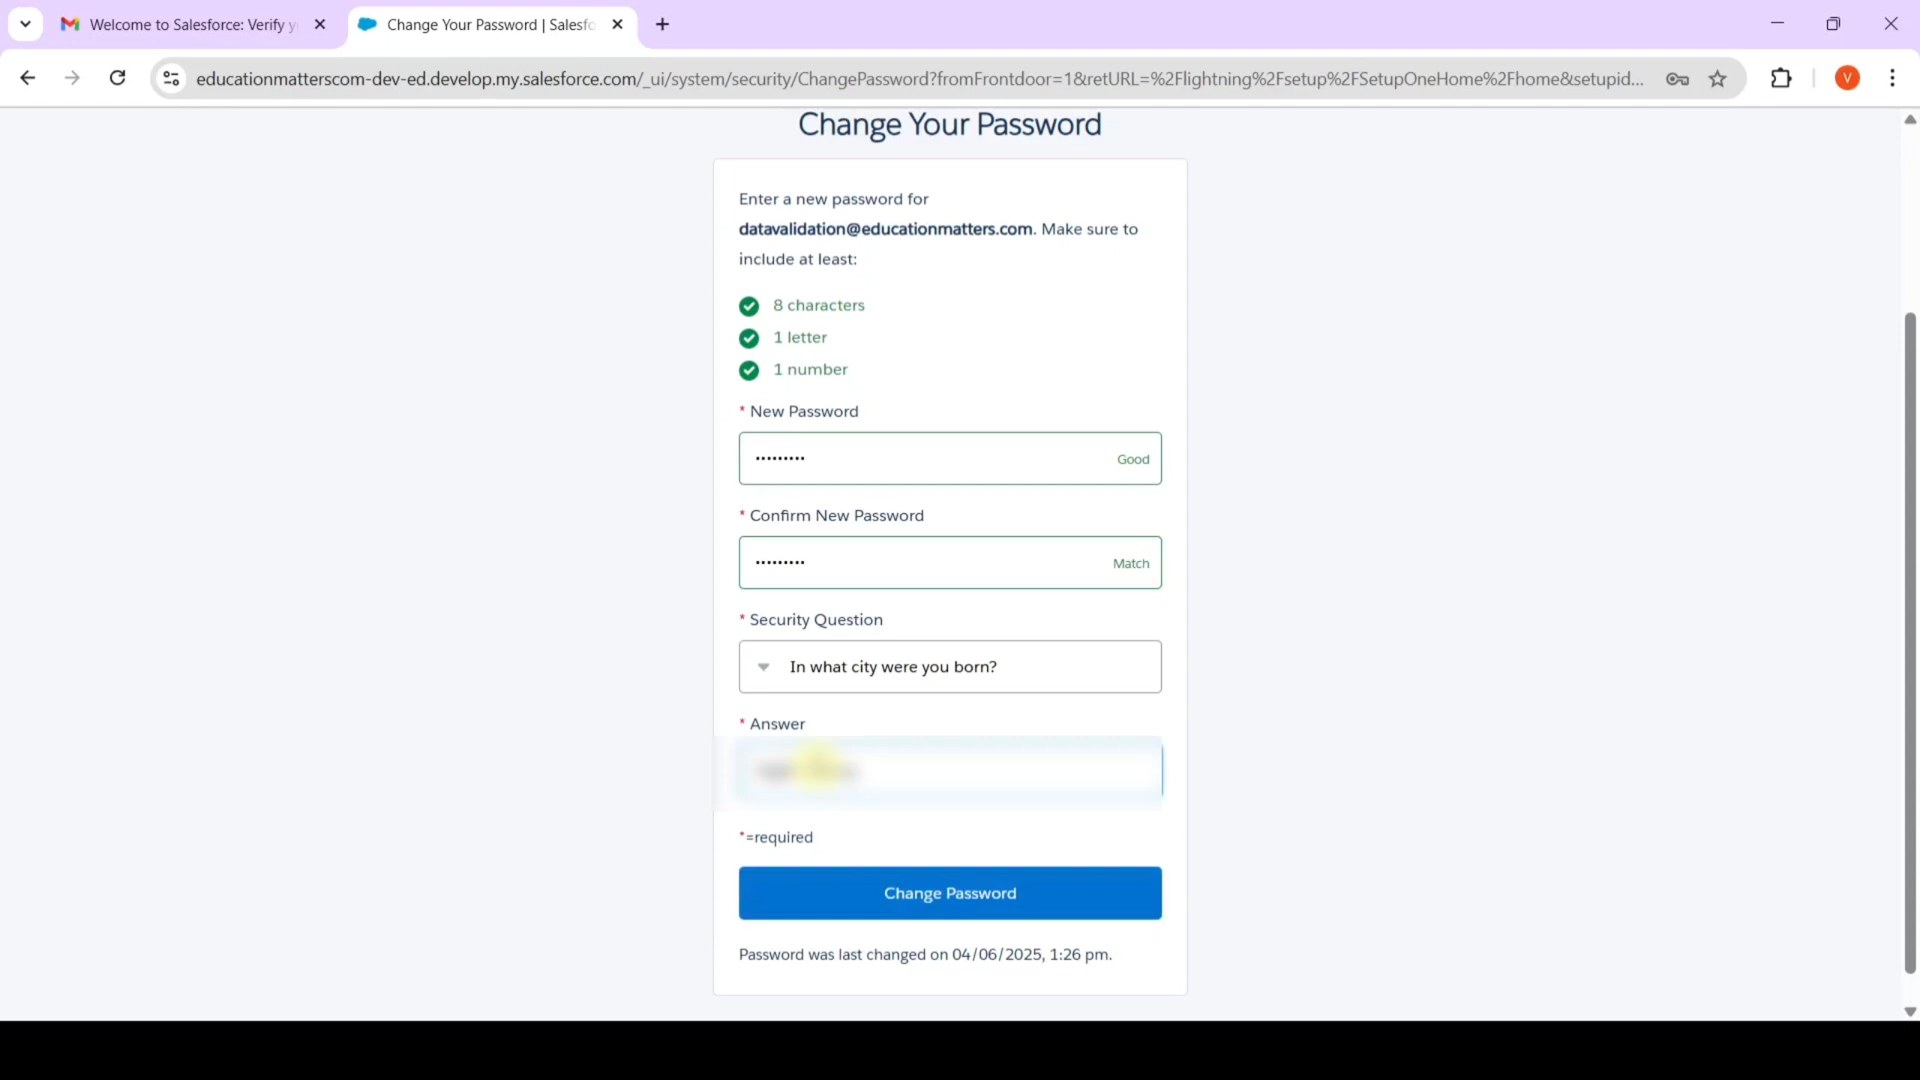 Welcome to Salesforce: Verify y
Change Your Password | Salesfo
educationmatterscom-dev-ed.develop.my.salesforce.com/_ui/system/security/ChangePassword?fromFrontdoor=1&retURL=%2Flightning%2Fsetup%2FSetupOneHome%2Fhome&setupid...
V
Change Your Password
Enter a new password for
datavalidation@educationmatters.com. Make sure to
include at least:
8 characters
1 letter
1 number
* New Password
•••••••••
Good
* Confirm New Password
•••••••••
Match
* Security Question
In what city were you born?
* Answer
*=required
Change Password
Password was last changed on 04/06/2025, 1:26 pm.